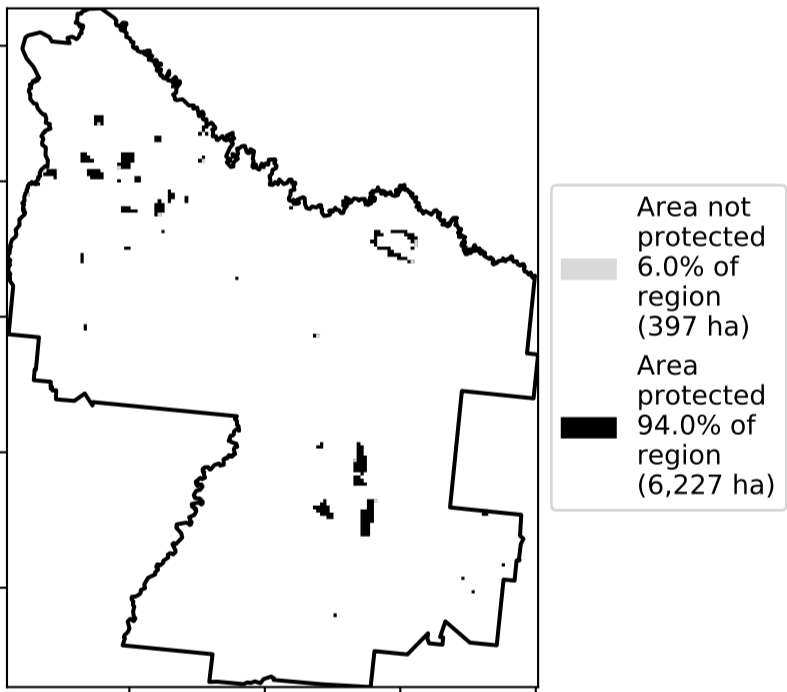 Area not
protected
6.0% of
region
(397 ha)
Area
protected
94.0% of
region
(6,227 ha)